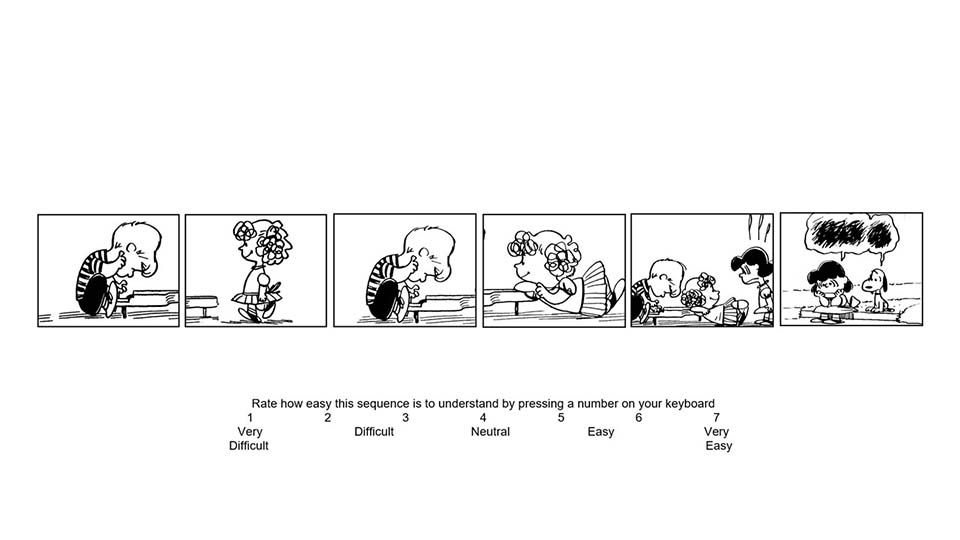 Rate how easy this sequence is to understand by pressing a number on your keyboard
1 2 3 4 5 6 7
Very Difficult Neutral Easy Very
Difficult Easy